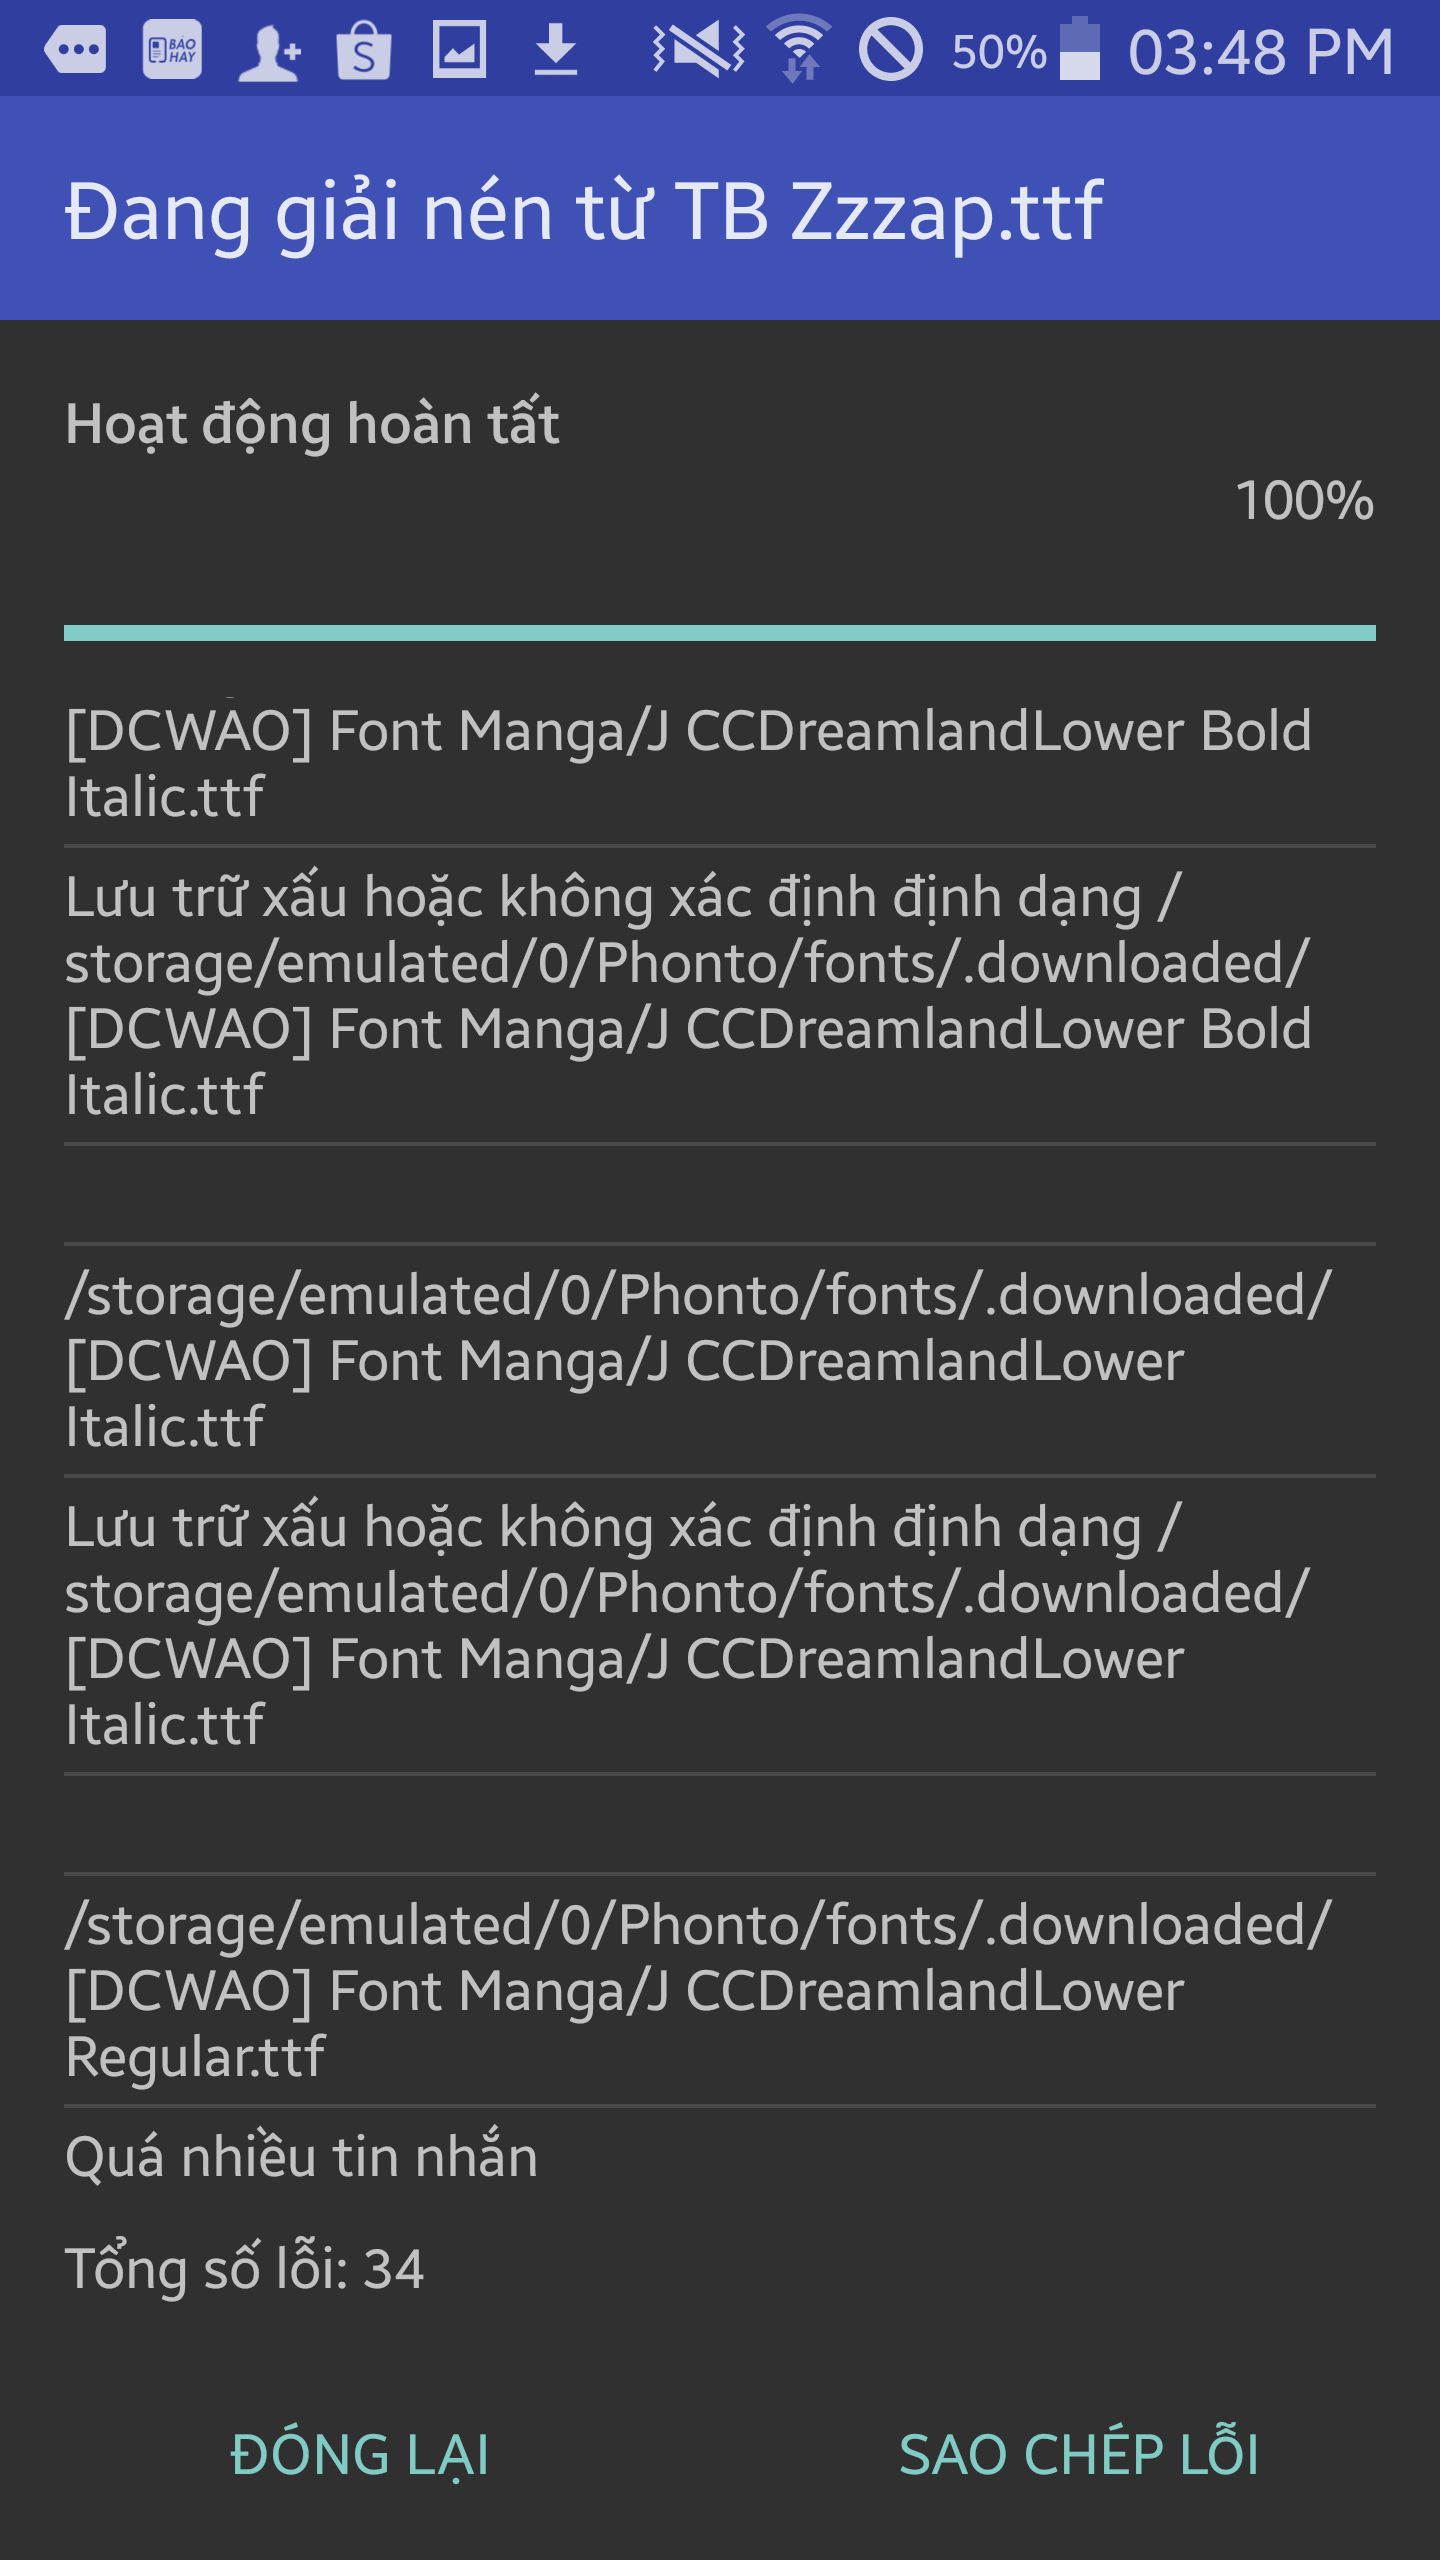 BÁO HAY
S
50% 03:48 PM
Đang giải nén từ TB Zzzap.ttf
Hoạt động hoàn tất
100%
[DCWAO] Font Manga/J CCDreamlandLower Bold
Italic.ttf
Lưu trữ xấu hoặc không xác định định dạng /
storage/emulated/0/Phonto/fonts/.downloaded/
[DCWAO] Font Manga/J CCDreamlandLower Bold
Italic.ttf
/storage/emulated/0/Phonto/fonts/.downloaded/
[DCWAO] Font Manga/J CCDreamlandLower
Italic.ttf
Lưu trữ xấu hoặc không xác định định dạng /
storage/emulated/0/Phonto/fonts/.downloaded/
[DCWAO] Font Manga/J CCDreamlandLower
Italic.ttf
/storage/emulated/0/Phonto/fonts/.downloaded/
[DCWAO] Font Manga/J CCDreamlandLower
Regular.ttf
Quá nhiều tin nhắn
Tổng số lỗi: 34
ĐÓNG LẠI
SAO CHÉP LỖI